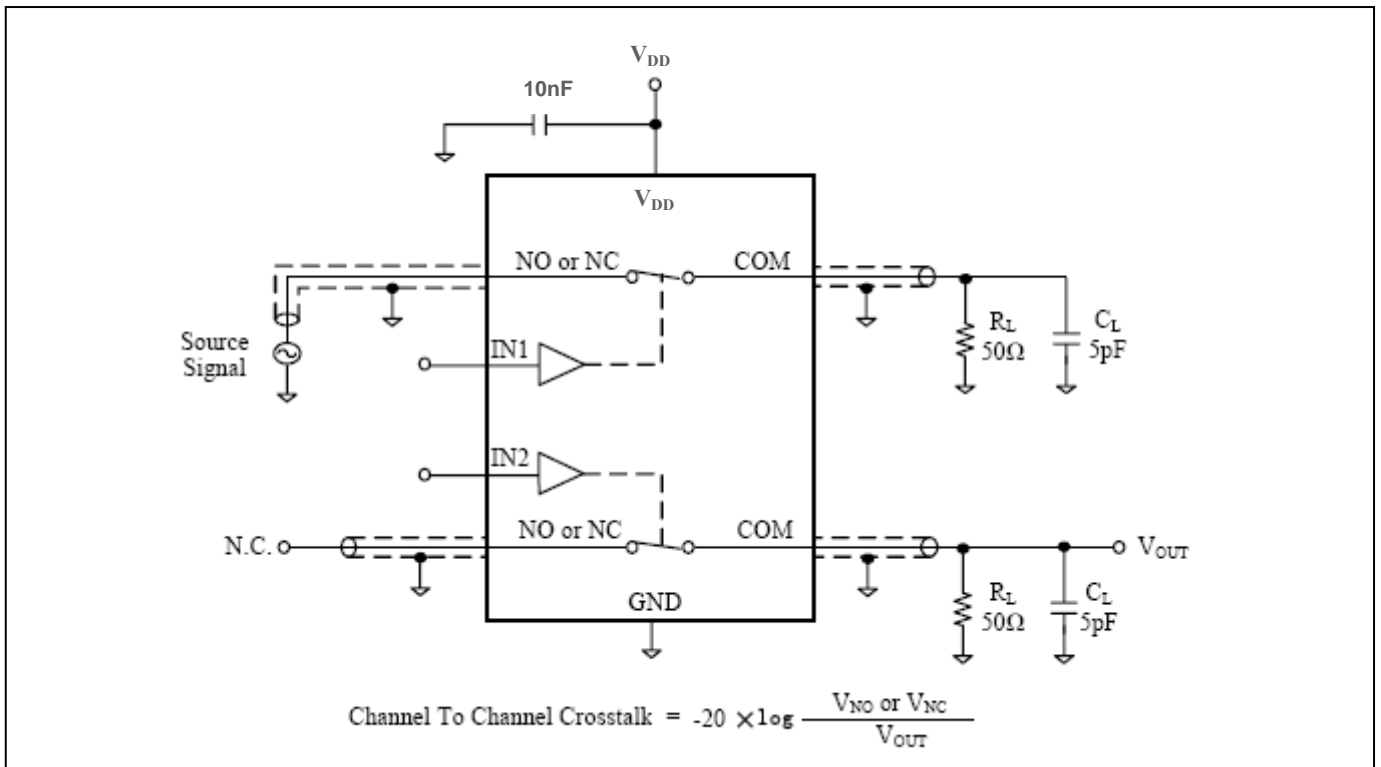 V_DD
10nF
V_DD
NO or NC
COM
Source
Signal
IN1
R_L
50Ω
C_L
5pF
IN2
N.C.
NO or NC
COM
V_OUT
GND
R_L
50Ω
C_L
5pF
Channel To Channel Crosstalk = -20 ×log V_NO or V_NC / V_OUT